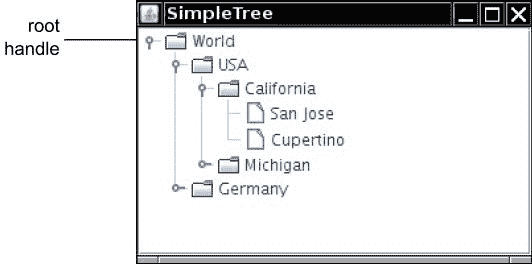 root
handle
SimpleTree
World
USA
California
San Jose
Cupertino
Michigan
Germany